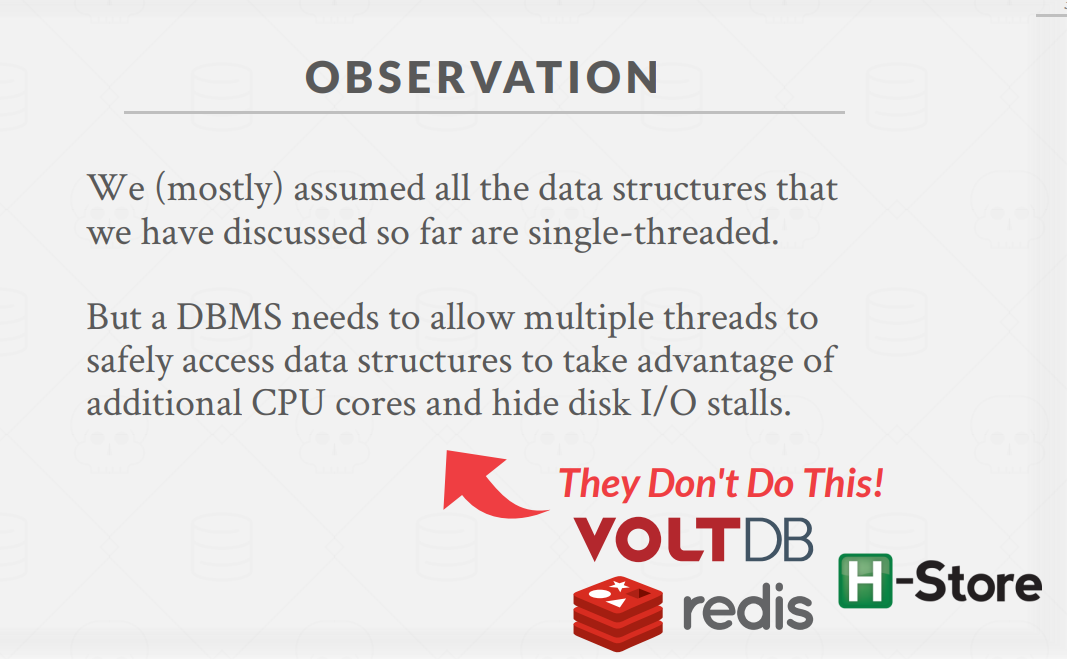 OBSERVATION
We (mostly) assumed all the data structures that
we have discussed so far are single-threaded.
But a DBMS needs to allow multiple threads to
safely access data structures to take advantage of
additional CPU cores and hide disk I/O stalls.
They Don't Do This!
VOLTDB
H-Store
redis